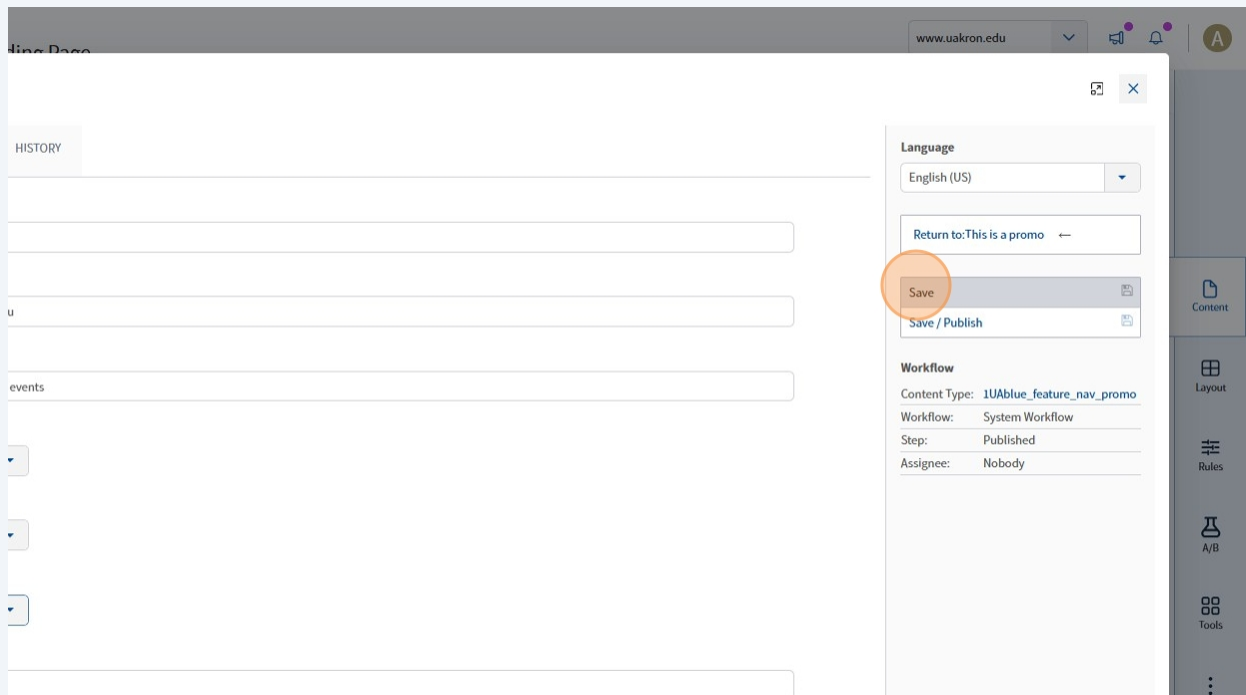 ding Page
www.uakron.edu
A
HISTORY
Language
English (US)
Return to:This is a promo ←
Save
Save / Publish
u
events
Workflow
Content Type: 1UAblue_feature_nav_promo
Workflow: System Workflow
Step: Published
Assignee: Nobody
Content
Layout
Rules
A/B
Tools